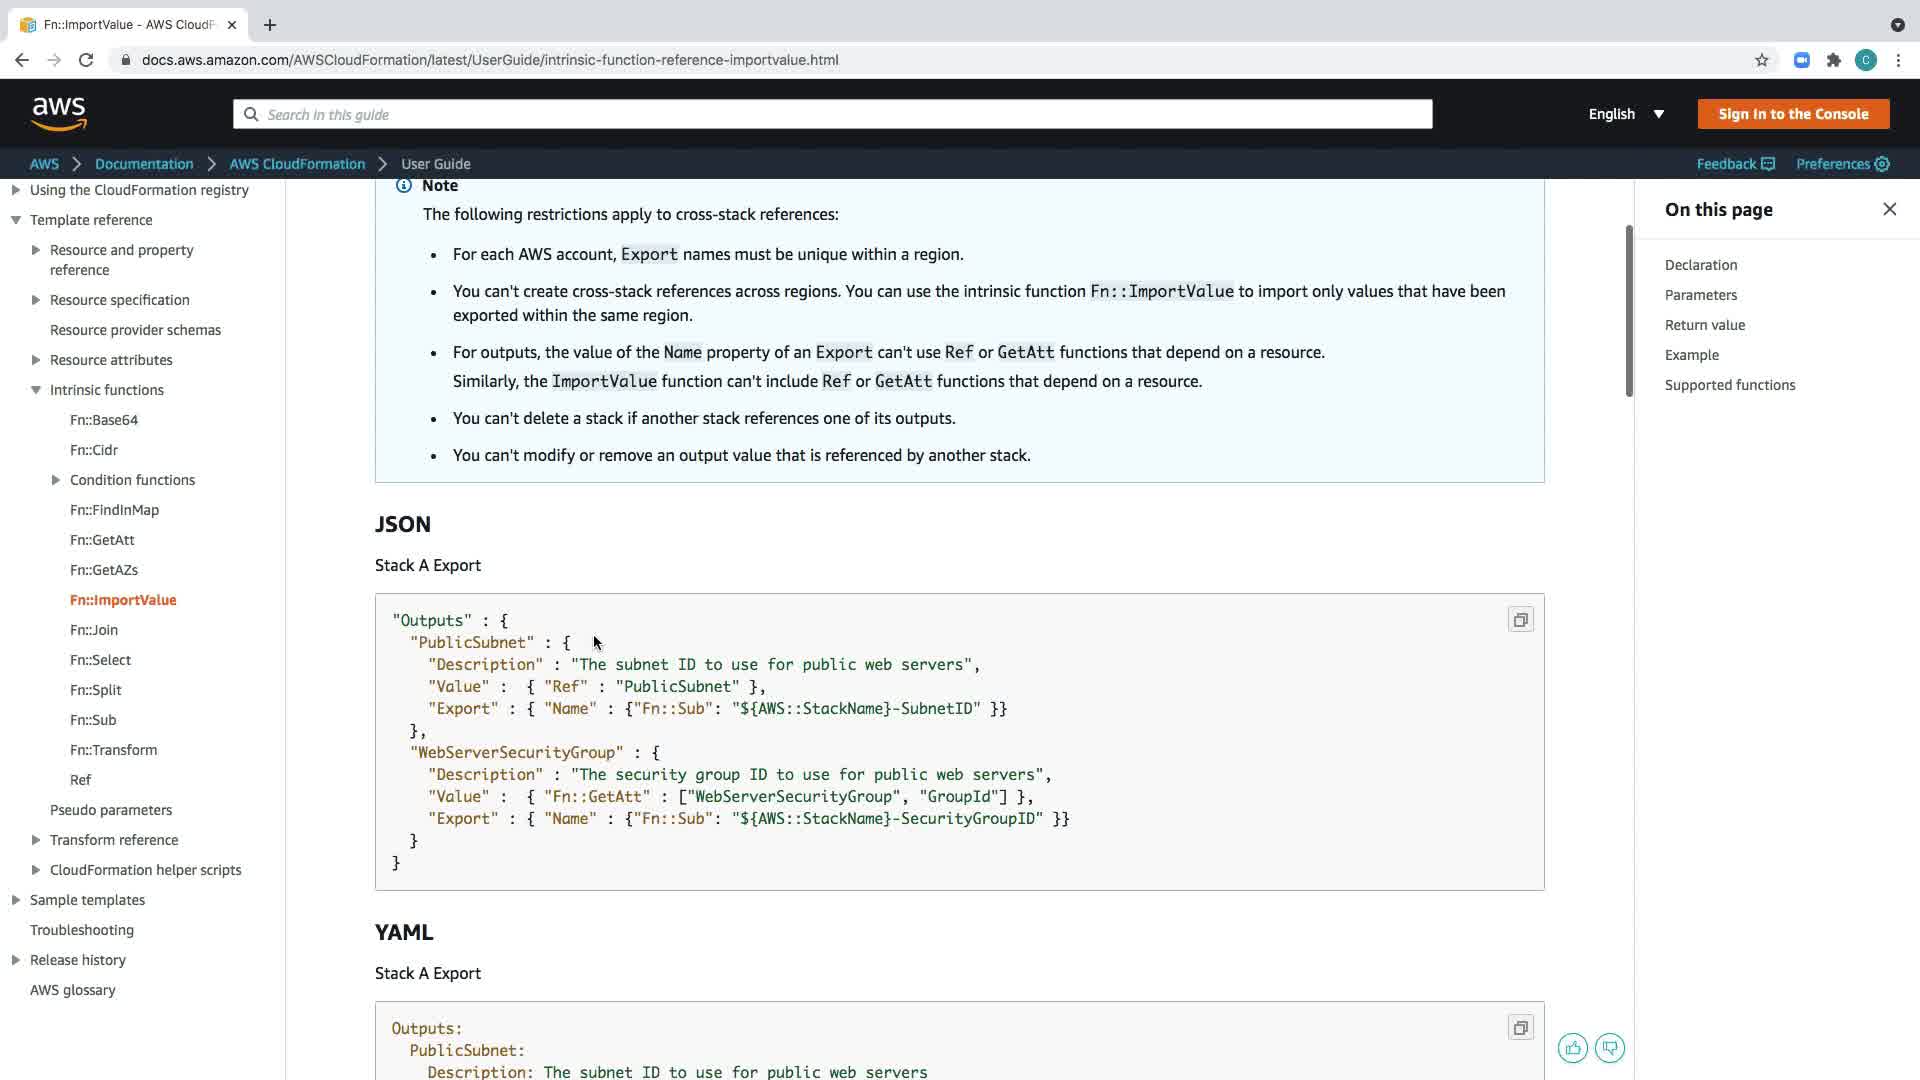 Fn::ImportValue - AWS CloudF
docs.aws.amazon.com/AWSCloudFormation/latest/UserGuide/intrinsic-function-reference-importvalue.html
C
aws
Search in this guide
English
Sign In to the Console
AWS
Documentation
AWS CloudFormation
User Guide
Feedback
Preferences
Using the CloudFormation registry
Template reference
Resource and property
reference
Resource specification
Resource provider schemas
Resource attributes
Intrinsic functions
Fn::Base64
Fn::Cidr
Condition functions
Fn::FindInMap
Fn::GetAtt
Fn::GetAZs
Fn::ImportValue
Fn::Join
Fn::Select
Fn::Split
Fn::Sub
Fn::Transform
Ref
Pseudo parameters
Transform reference
CloudFormation helper scripts
Sample templates
Troubleshooting
Release history
AWS glossary
Note
The following restrictions apply to cross-stack references:
• For each AWS account, Export names must be unique within a region.
• You can't create cross-stack references across regions. You can use the intrinsic function Fn::ImportValue to import only values that have been
exported within the same region.
• For outputs, the value of the Name property of an Export can't use Ref or GetAtt functions that depend on a resource.
Similarly, the ImportValue function can't include Ref or GetAtt functions that depend on a resource.
• You can't delete a stack if another stack references one of its outputs.
• You can't modify or remove an output value that is referenced by another stack.
JSON
Stack A Export
"Outputs" : {
"PublicSubnet" : {
"Description" : "The subnet ID to use for public web servers",
"Value" :  { "Ref" : "PublicSubnet" },
"Export" : { "Name" : {"Fn::Sub": "${AWS::StackName}-SubnetID" }}
},
"WebServerSecurityGroup" : {
"Description" : "The security group ID to use for public web servers",
"Value" :  { "Fn::GetAtt" : ["WebServerSecurityGroup", "GroupId"] },
"Export" : { "Name" : {"Fn::Sub": "${AWS::StackName}-SecurityGroupID" }}
}
}
YAML
Stack A Export
Outputs:
PublicSubnet:
Description: The subnet ID to use for public web servers
On this page
Declaration
Parameters
Return value
Example
Supported functions